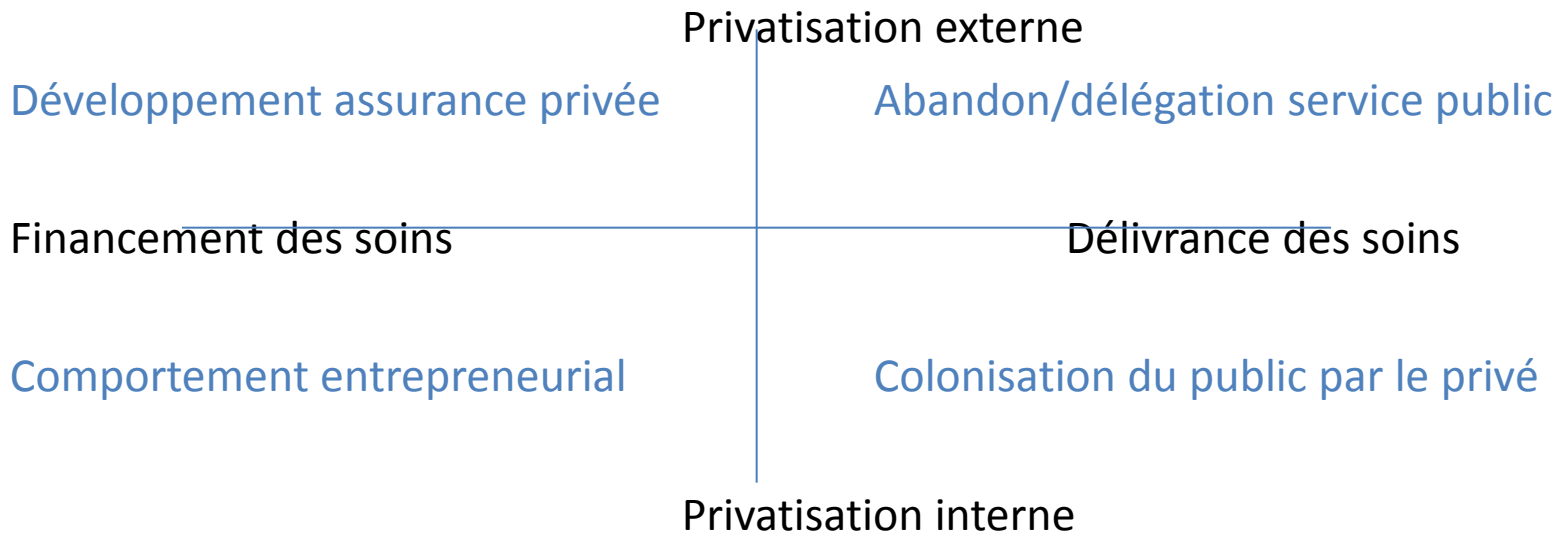 Privatisation externe
Développement assurance privée
Abandon/délégation service public
Financement des soins
Délivrance des soins
Comportement entrepreneurial
Colonisation du public par le privé
Privatisation interne